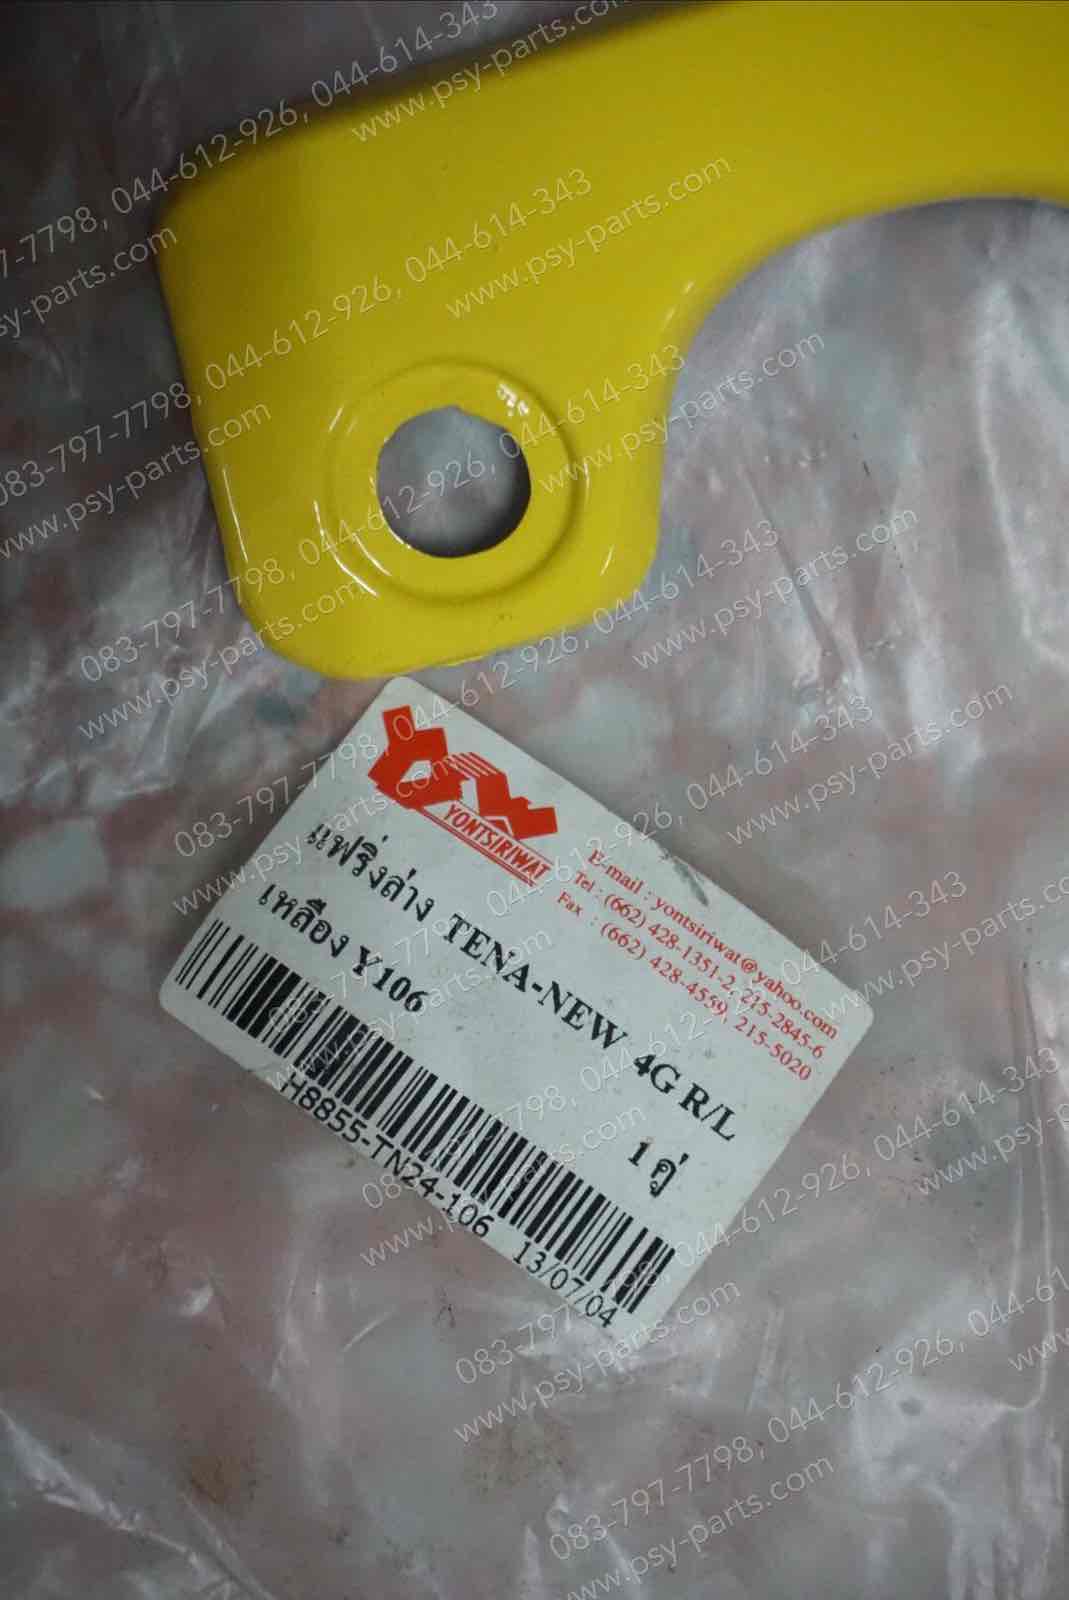 YSW
YONTSIRIWAT
E-mail : yontsiriwat@yahoo.com
Tel : (662) 428-1351-2, 215-2845-6
Fax : (662) 428-4559, 215-5020
แฟริ่งล่าง TENA-NEW 4G R/L
เหลือง Y106 1 คู่
H8855-TN24-106 13/07/04
083-797-7798, 044-612-926, 044-614-343
www.psy-parts.com